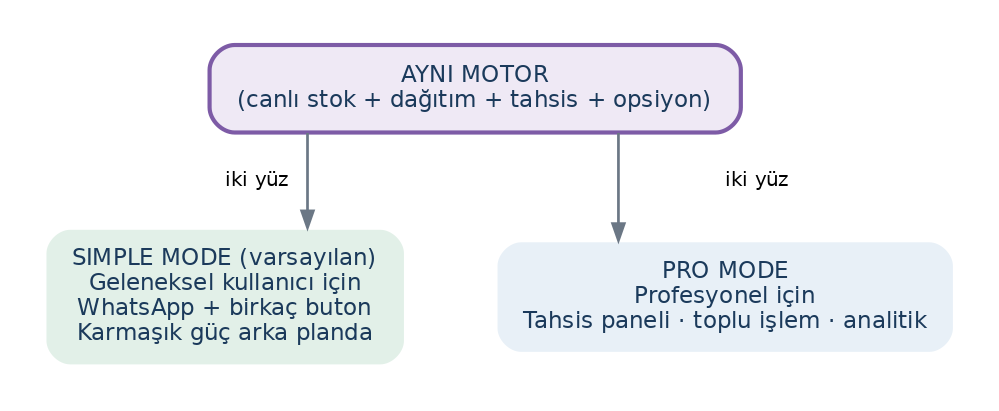 AYNI MOTOR
(canlı stok + dağıtım + tahsis + opsiyon)
iki yüz
iki yüz
SIMPLE MODE (varsayılan)
Geleneksel kullanıcı için
WhatsApp + birkaç buton
Karmaşık güç arka planda
PRO MODE
Profesyonel için
Tahsis paneli · toplu işlem · analitik